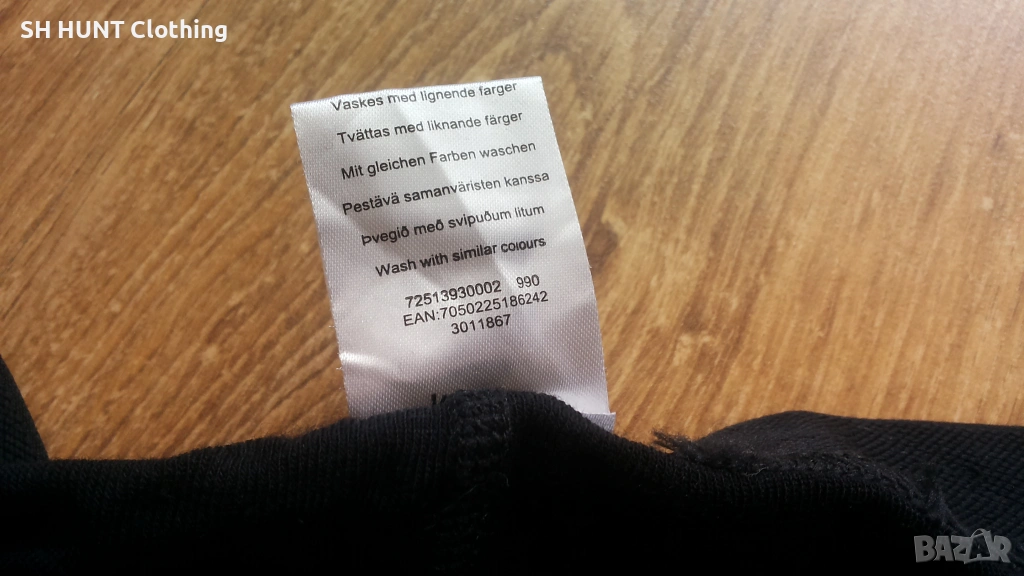 SH HUNT Clothing
Vaskes med lignende farger
Tvättas med liknande färger
Mit gleichen Farben waschen
Pestävä samanväristen kanssa
Þvegið með svipuðum litum
Wash with similar colours
72513930002 990
EAN:7050225186242
3011867
BAZAR